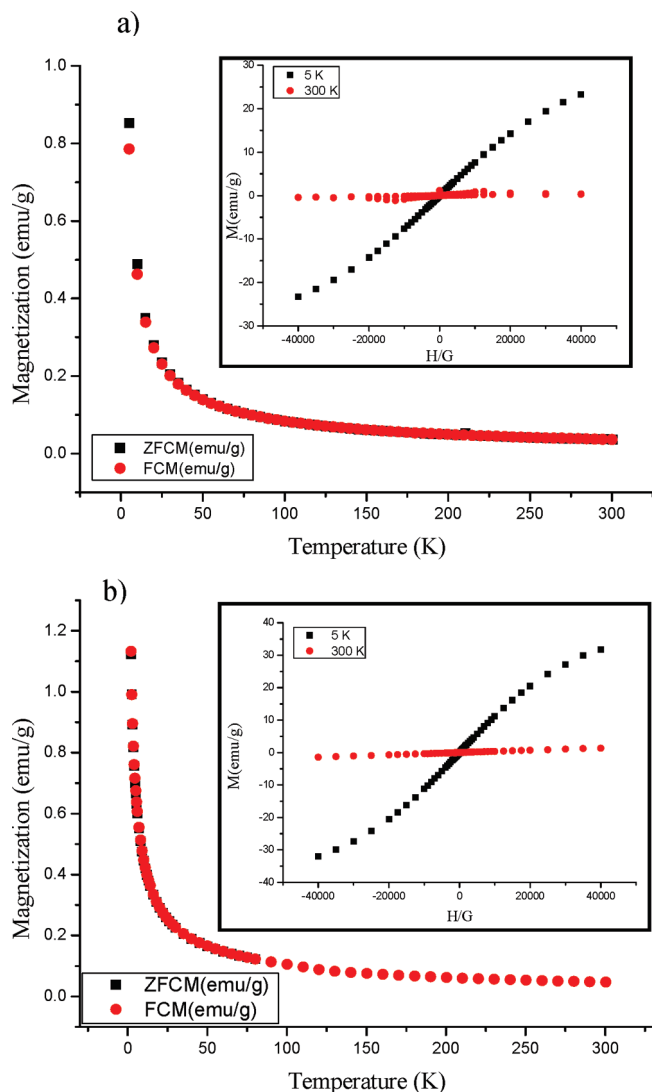 a)
1.0
0.8
0.6
0.4
0.2
0.0
Magnetization (emu/g)
0 50 100 150 200 250 300
Temperature (K)
ZFCM(emu/g)
FCM(emu/g)
30
20
10
0
-10
-20
-30
M(emu/g)
-40000 -20000 0 20000 40000
H/G
5 K
300 K
b)
1.2
1.0
0.8
0.6
0.4
0.2
0.0
Magnetization (emu/g)
0 50 100 150 200 250 300
Temperature (K)
ZFCM(emu/g)
FCM(emu/g)
40
30
20
10
0
-10
-20
-30
-40
M(emu/g)
-40000 -20000 0 20000 40000
H/G
5 K
300 K